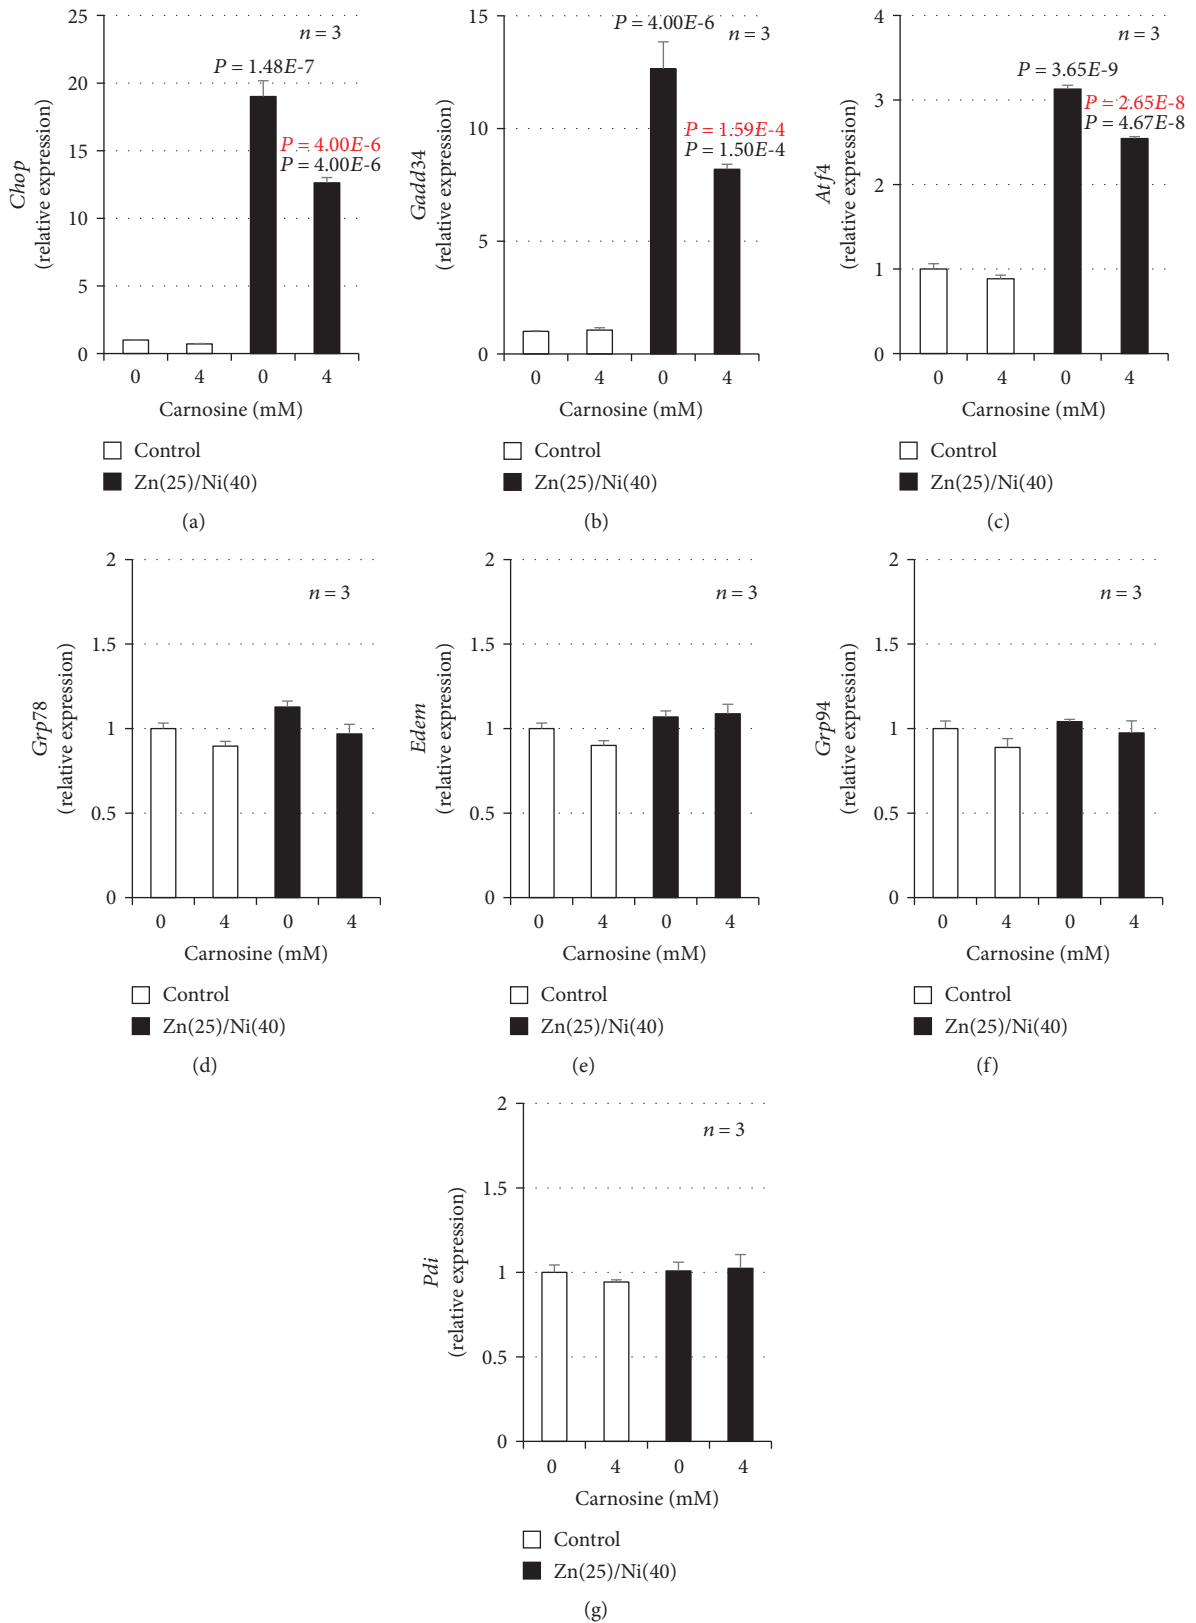 Chop
(relative expression)
25
20
15
10
5
0
n = 3
P = 1.48E-7
P = 4.00E-6
P = 4.00E-6
0 4 0 4
Carnosine (mM)
Control
Zn(25)/Ni(40)
(a)
Gadd34
(relative expression)
15
10
5
0
P = 4.00E-6
n = 3
P = 1.59E-4
P = 1.50E-4
0 4 0 4
Carnosine (mM)
Control
Zn(25)/Ni(40)
(b)
Atf4
(relative expression)
4
3
2
1
0
n = 3
P = 3.65E-9
P = 2.65E-8
P = 4.67E-8
0 4 0 4
Carnosine (mM)
Control
Zn(25)/Ni(40)
(c)
Grp78
(relative expression)
2
1.5
1
0.5
0
n = 3
0 4 0 4
Carnosine (mM)
Control
Zn(25)/Ni(40)
(d)
Edem
(relative expression)
2
1.5
1
0.5
0
n = 3
0 4 0 4
Carnosine (mM)
Control
Zn(25)/Ni(40)
(e)
Grp94
(relative expression)
2
1.5
1
0.5
0
n = 3
0 4 0 4
Carnosine (mM)
Control
Zn(25)/Ni(40)
(f)
Pdi
(relative expression)
2
1.5
1
0.5
0
n = 3
0 4 0 4
Carnosine (mM)
Control
Zn(25)/Ni(40)
(g)